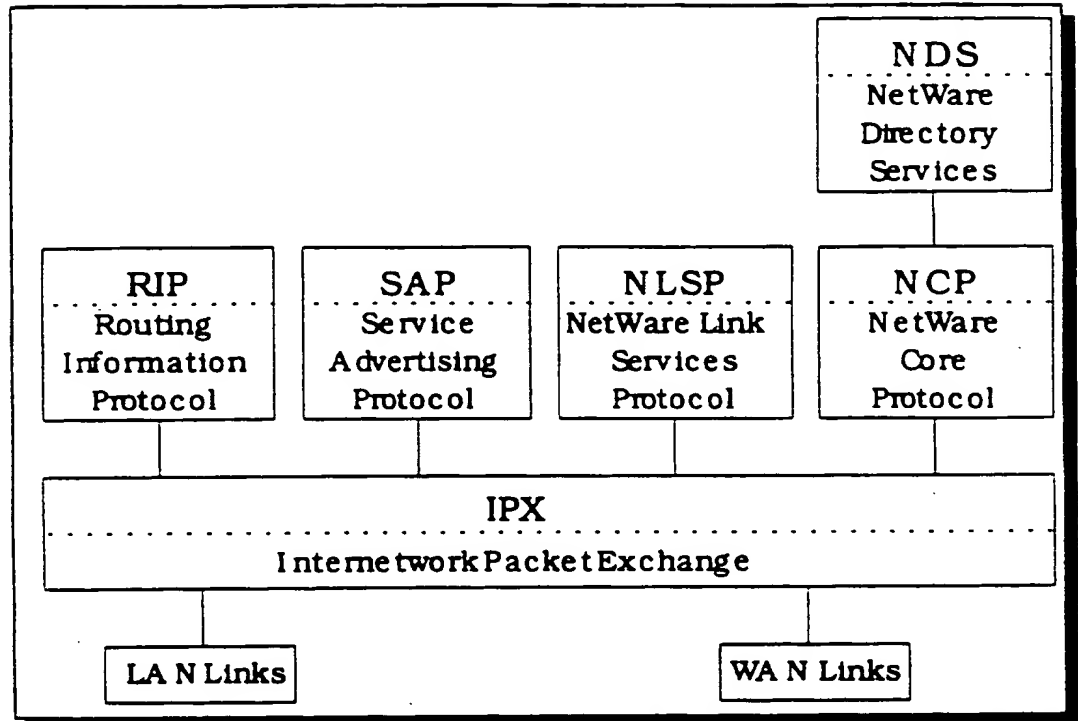 NDS
NetWare
Directory
Services
RIP
Routing
Information
Protocol
SAP
Service
Advertising
Protocol
NLSP
NetWare Link
Services
Protocol
NCP
NetWare
Core
Protocol
IPX
Internetwork Packet Exchange
LAN Links
WAN Links